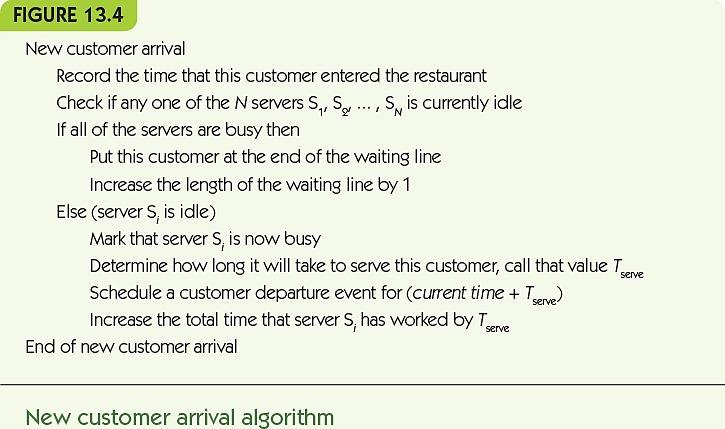 FIGURE 13.4
New customer arrival
Record the time that this customer entered the restaurant
Check if any one of the N servers S1, S2, ... , SN is currently idle
If all of the servers are busy then
Put this customer at the end of the waiting line
Increase the length of the waiting line by 1
Else (server Si is idle)
Mark that server Si is now busy
Determine how long it will take to serve this customer, call that value Tserve
Schedule a customer departure event for (current time + Tserve)
Increase the total time that server Si has worked by Tserve
End of new customer arrival
New customer arrival algorithm